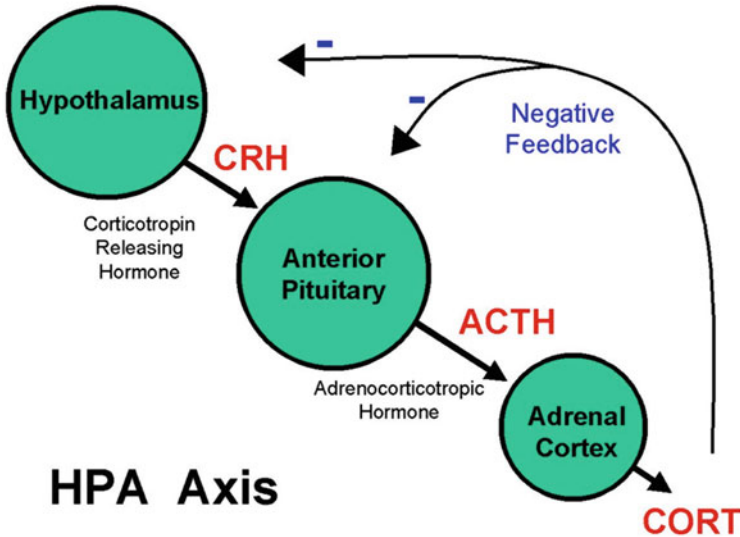 -
Hypothalamus
-
Negative
Feedback
CRH
Corticotropin
Releasing
Hormone
Anterior
Pituitary
ACTH
Adrenocorticotropic
Hormone
Adrenal
Cortex
HPA Axis
CORT